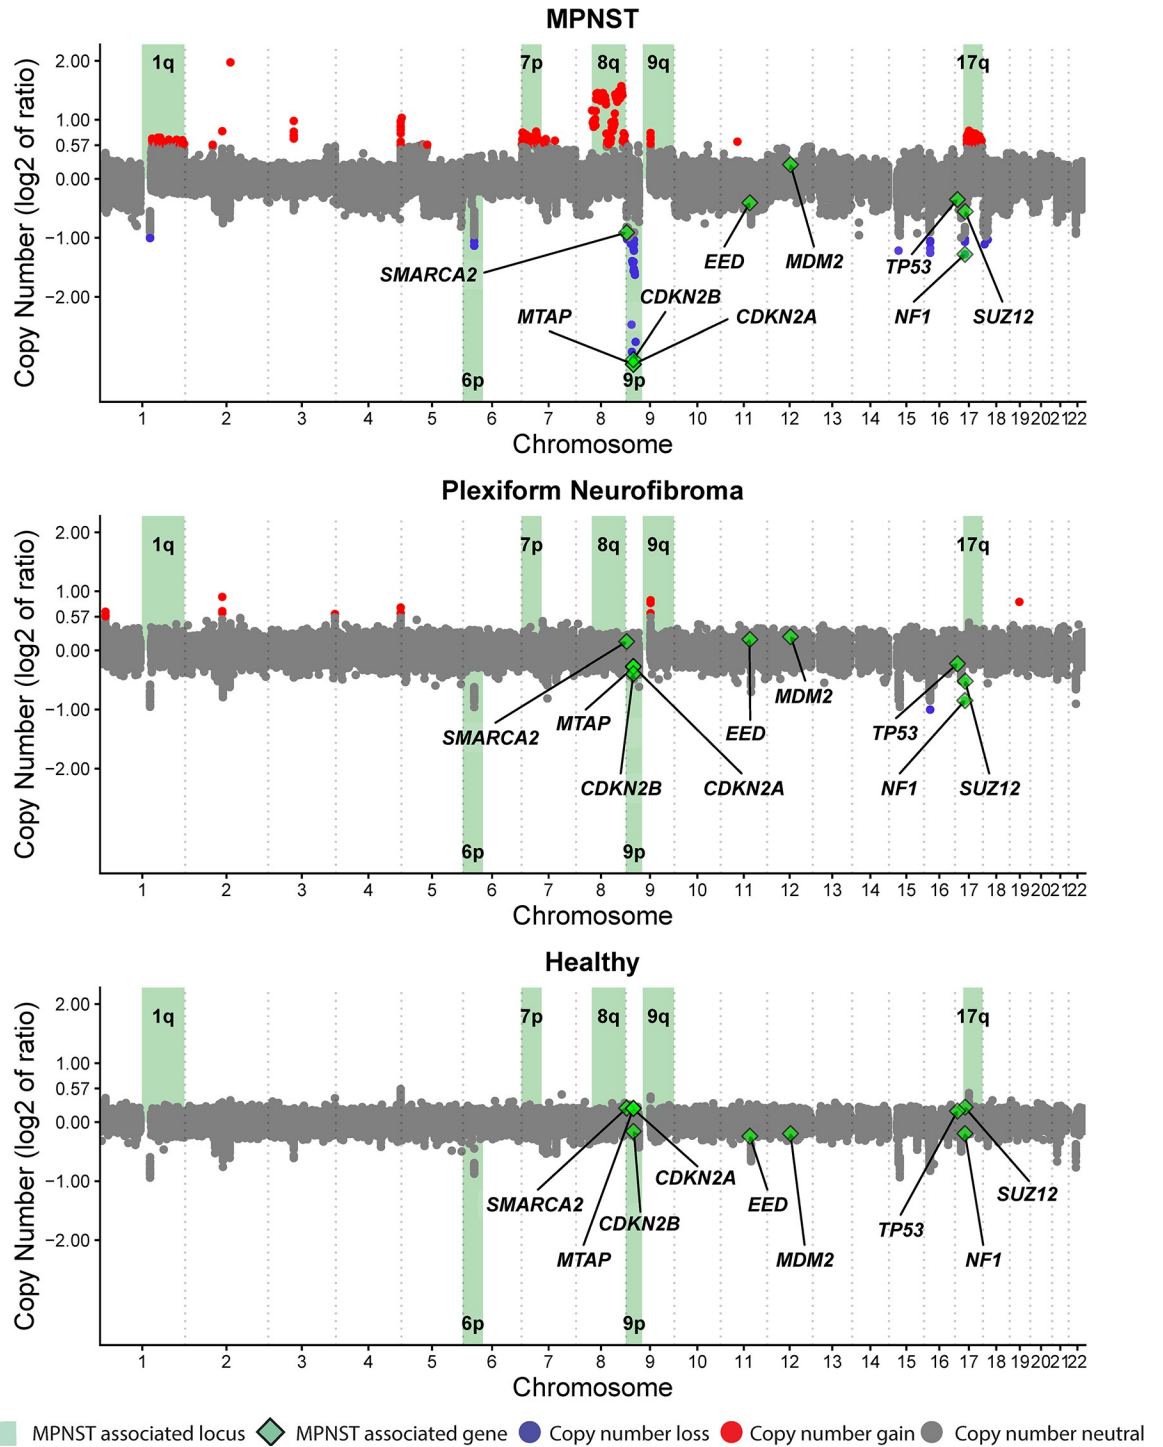 MPNST
Copy Number (log2 of ratio)
2.00
1.00
0.57
0.00
−1.00
−2.00
1q
7p
8q
9q
17q
SMARCA2
EED
MDM2
TP53
MTAP
CDKN2B
CDKN2A
NF1
SUZ12
6p
9p
1 2 3 4 5 6 7 8 9 10 11 12 13 14 15 16 17 18 19 20 21 22
Chromosome
Plexiform Neurofibroma
Copy Number (log2 of ratio)
2.00
1.00
0.57
0.00
−1.00
−2.00
1q
7p
8q
9q
17q
MDM2
MTAP
SMARCA2
EED
TP53
CDKN2B
CDKN2A
NF1
SUZ12
6p
9p
1 2 3 4 5 6 7 8 9 10 11 12 13 14 15 16 17 18 19 20 21 22
Chromosome
Healthy
Copy Number (log2 of ratio)
2.00
1.00
0.57
0.00
−1.00
−2.00
1q
7p
8q
9q
17q
CDKN2A
SMARCA2
EED
SUZ12
CDKN2B
TP53
MTAP
MDM2
NF1
6p
9p
1 2 3 4 5 6 7 8 9 10 11 12 13 14 15 16 17 18 19 20 21 22
Chromosome
MPNST associated locus MPNST associated gene Copy number loss Copy number gain Copy number neutral